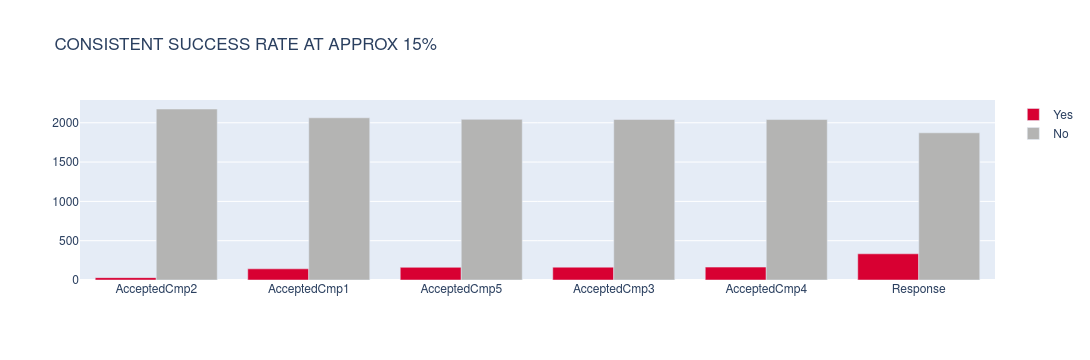 CONSISTENT SUCCESS RATE AT APPROX 15%
2000
1500
1000
500
0
AcceptedCmp2 AcceptedCmp1 AcceptedCmp5 AcceptedCmp3 AcceptedCmp4 Response
Yes
No